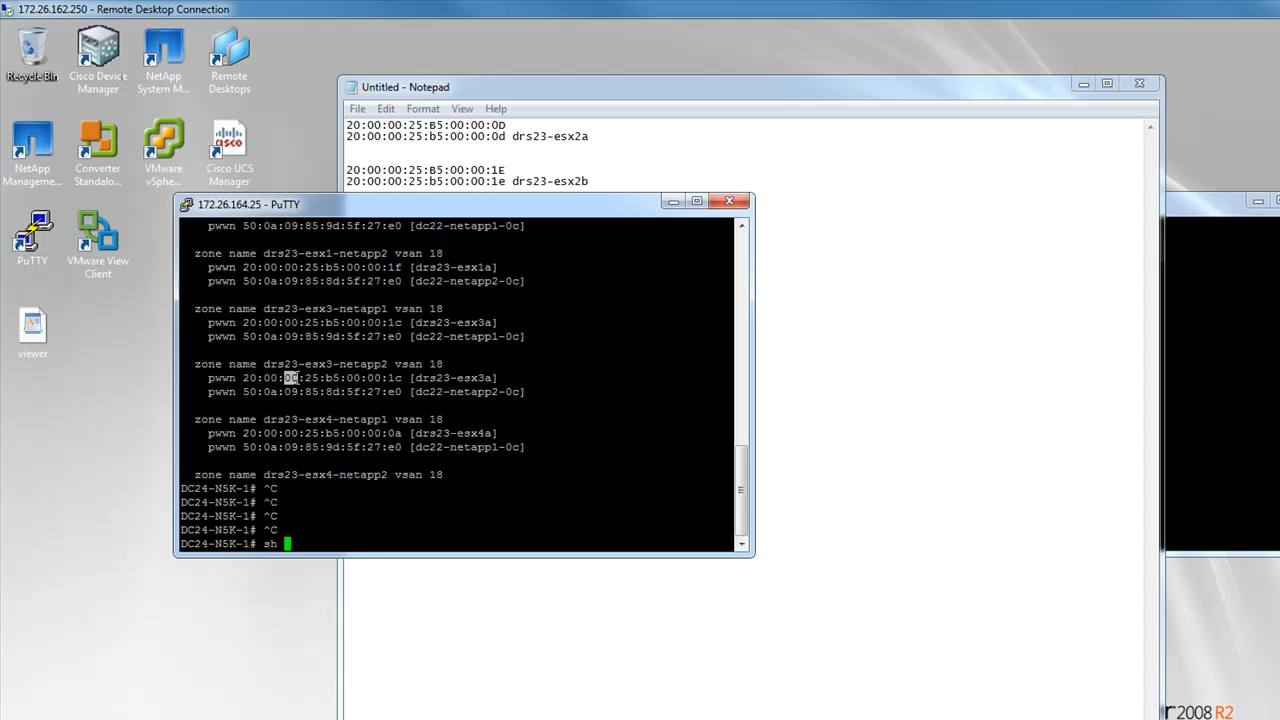 172.26.162.250 - Remote Desktop Connection
Recycle Bin
Cisco Device Manager
NetApp System M...
Remote Desktops
NetApp Manageme...
Converter Standalo...
VMware vSphe...
Cisco UCS Manager
PuTTY
VMware View Client
viewer
Untitled - Notepad
File Edit Format View Help
20:00:00:25:B5:00:00:0D
20:00:00:25:b5:00:00:0d drs23-esx2a
20:00:00:25:B5:00:00:1E
20:00:00:25:b5:00:00:1e drs23-esx2b
172.26.164.25 - PuTTY
pwwn 50:0a:09:85:9d:5f:27:e0 [dc22-netapp1-0c]
zone name drs23-esx1-netapp2 vsan 18
pwwn 20:00:00:25:b5:00:00:1f [drs23-esx1a]
pwwn 50:0a:09:85:8d:5f:27:e0 [dc22-netapp2-0c]
zone name drs23-esx3-netapp1 vsan 18
pwwn 20:00:00:25:b5:00:00:1c [drs23-esx3a]
pwwn 50:0a:09:85:9d:5f:27:e0 [dc22-netapp1-0c]
zone name drs23-esx3-netapp2 vsan 18
pwwn 20:00:00:25:b5:00:00:1c [drs23-esx3a]
pwwn 50:0a:09:85:8d:5f:27:e0 [dc22-netapp2-0c]
zone name drs23-esx4-netapp1 vsan 18
pwwn 20:00:00:25:b5:00:00:0a [drs23-esx4a]
pwwn 50:0a:09:85:9d:5f:27:e0 [dc22-netapp1-0c]
zone name drs23-esx4-netapp2 vsan 18
DC24-N5K-1# ^C
DC24-N5K-1# ^C
DC24-N5K-1# ^C
DC24-N5K-1# ^C
DC24-N5K-1# sh
cisco
r 2008 R2